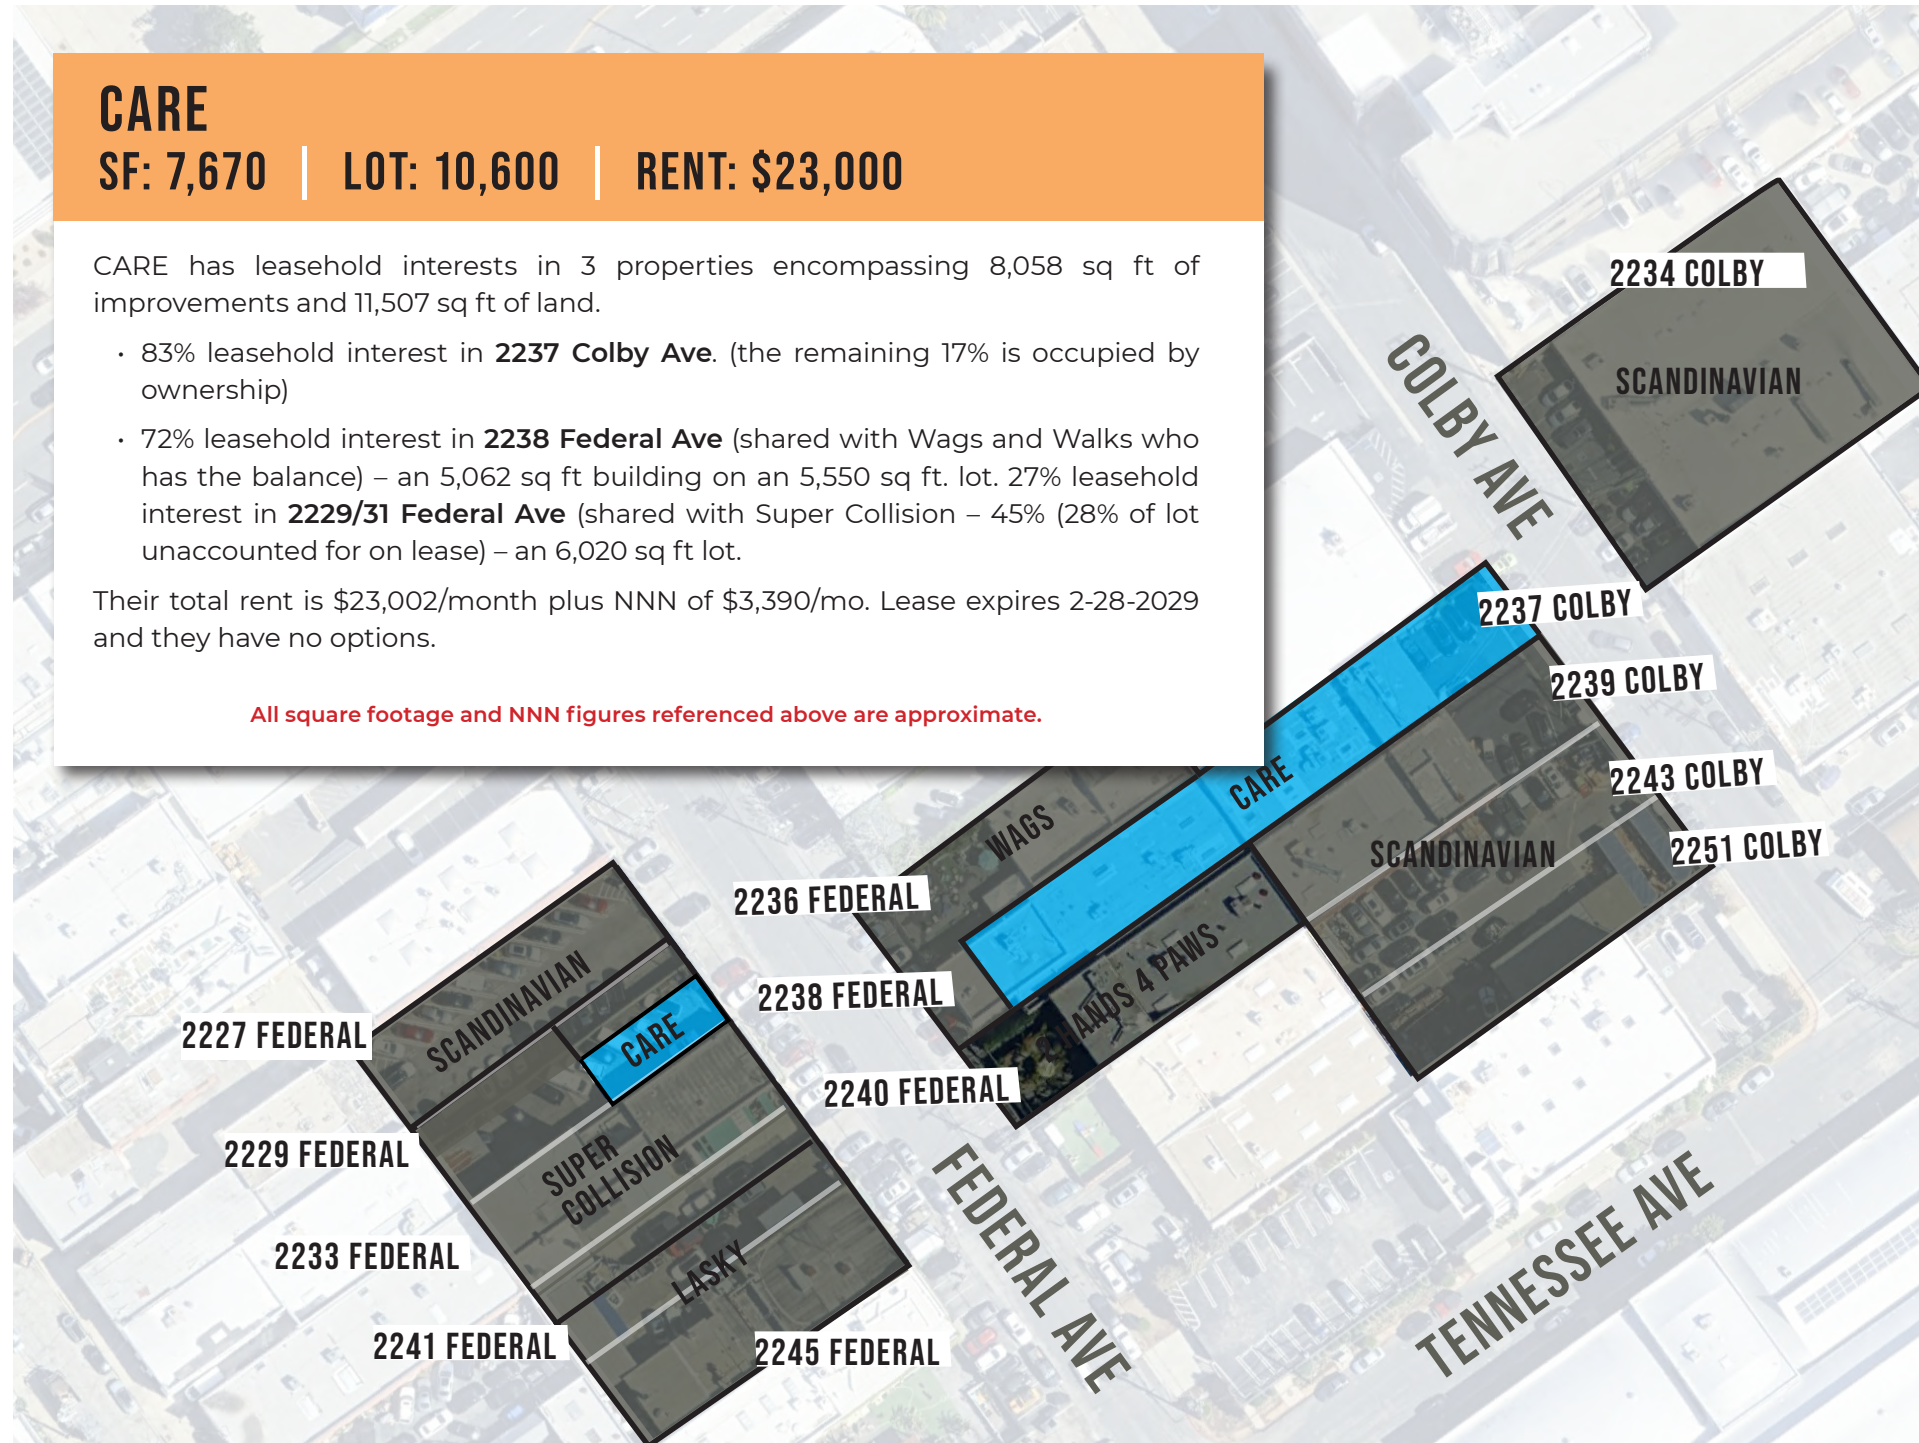 CARE
SF: 7,670 | LOT: 10,600 | RENT: $23,000
CARE has leasehold interests in 3 properties encompassing 8,058 sq ft of
improvements and 11,507 sq ft of land.
• 83% leasehold interest in 2237 Colby Ave. (the remaining 17% is occupied by
ownership)
• 72% leasehold interest in 2238 Federal Ave (shared with Wags and Walks who
has the balance) – an 5,062 sq ft building on an 5,550 sq ft. lot. 27% leasehold
interest in 2229/31 Federal Ave (shared with Super Collision – 45% (28% of lot
unaccounted for on lease) – an 6,020 sq ft lot.
Their total rent is $23,002/month plus NNN of $3,390/mo. Lease expires 2-28-2029
and they have no options.
All square footage and NNN figures referenced above are approximate.
2234 COLBY
SCANDINAVIAN
COLBY AVE
2237 COLBY
2239 COLBY
2243 COLBY
2251 COLBY
CARE
WAGS
SCANDINAVIAN
2236 FEDERAL
ANDS 4 PAWS
2238 FEDERAL
SCANDINAVIAN
CARE
2227 FEDERAL
2240 FEDERAL
2229 FEDERAL
SUPER
COLLISION
2233 FEDERAL
LASKY
2241 FEDERAL
2245 FEDERAL
FEDERAL AVE
TENNESSEE AVE